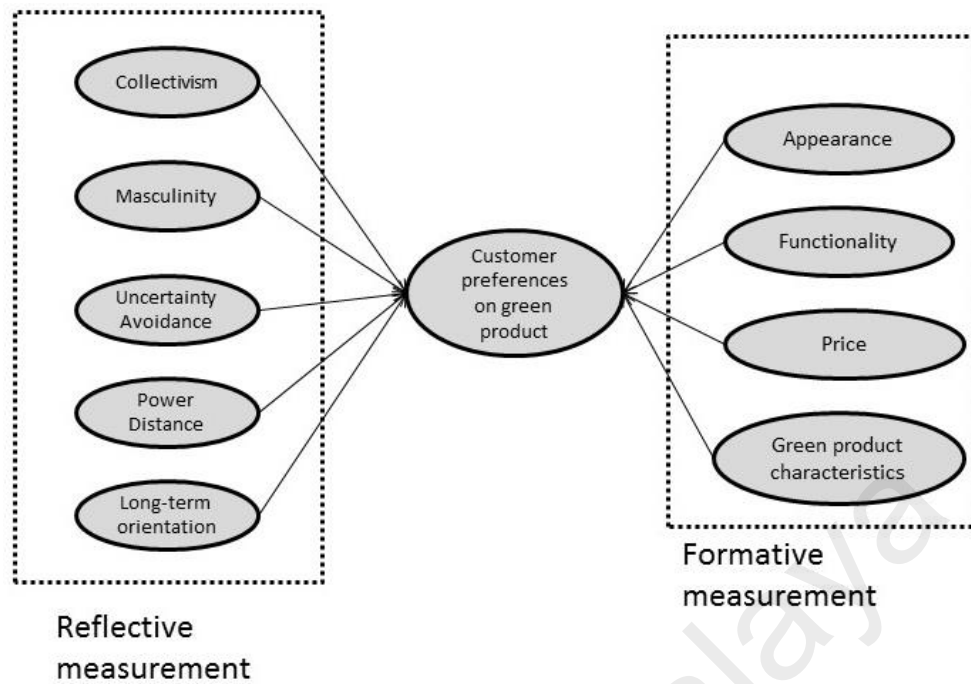 Collectivism
Masculinity
Uncertainty
Avoidance
Power
Distance
Long-term
orientation
Reflective
measurement
Customer
preferences
on green
product
Appearance
Functionality
Price
Green product
characteristics
Formative
measurement
laya